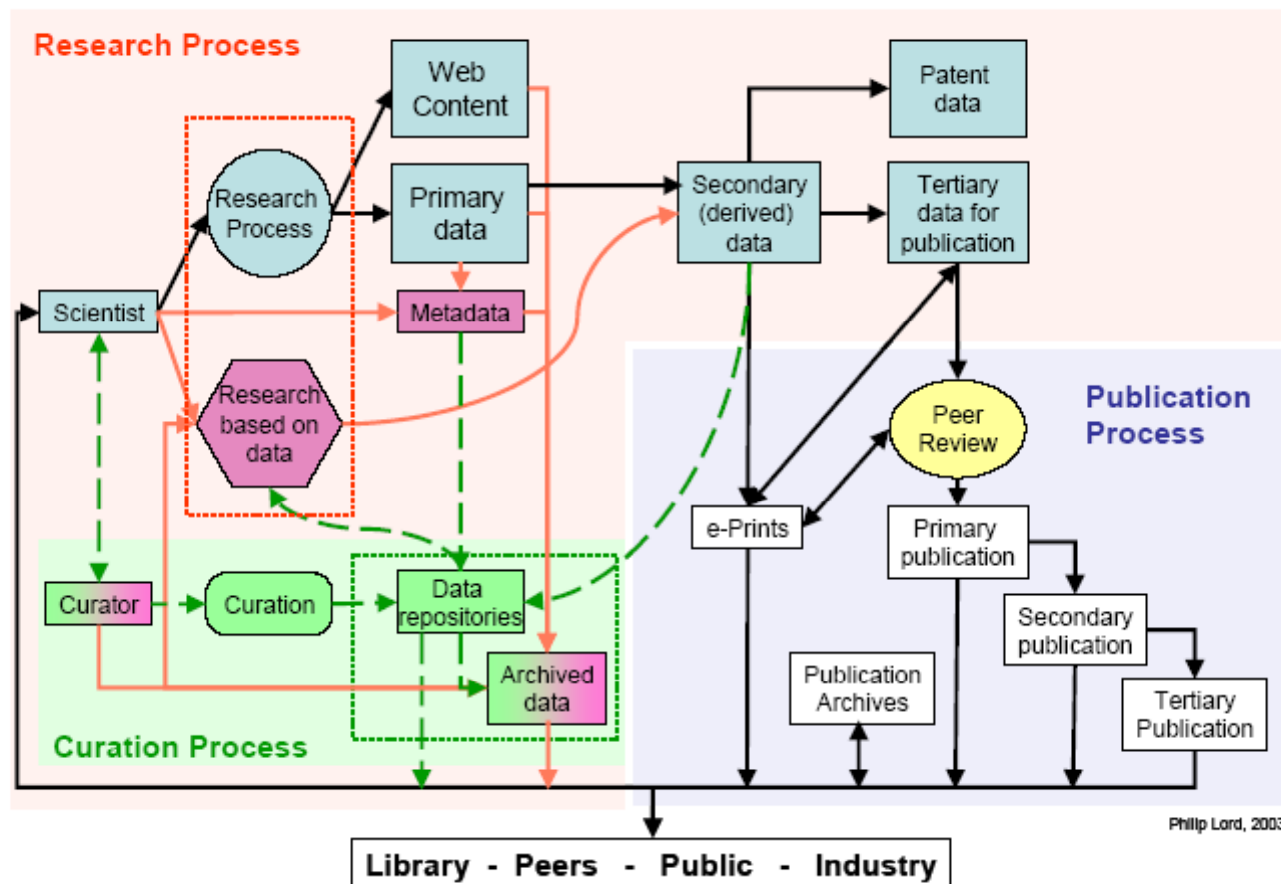 Research Process
Web
Content
Patent
data
Research
Process
Primary
data
Secondary
(derived)
data
Tertiary
data for
publication
Scientist
Metadata
Research
based on
data
Publication
Process
Peer
Review
e-Prints
Primary
publication
Curator
Curation
Data
repositories
Secondary
publication
Archived
data
Publication
Archives
Tertiary
Publication
Curation Process
Philip Lord, 2003
Library - Peers - Public - Industry